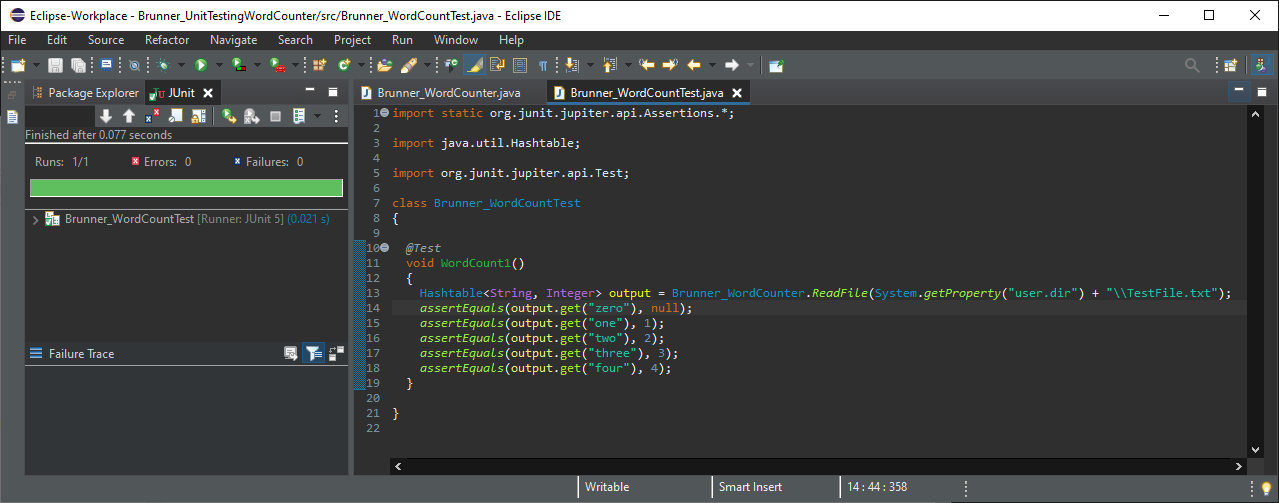 Eclipse-Workplace - Brunner_UnitTestingWordCounter/src/Brunner_WordCountTest.java - Eclipse IDE
File Edit Source Refactor Navigate Search Project Run Window Help
Package Explorer JUnit
Finished after 0.077 seconds
Runs: 1/1 Errors: 0 Failures: 0
Brunner_WordCountTest [Runner: JUnit 5] (0.021 s)
Failure Trace
Brunner_WordCounter.java Brunner_WordCountTest.java
1 import static org.junit.jupiter.api.Assertions.*;
2
3 import java.util.Hashtable;
4
5 import org.junit.jupiter.api.Test;
6
7 class Brunner_WordCountTest
8 {
9
10 @Test
11 void WordCount1()
12 {
13 Hashtable<String, Integer> output = Brunner_WordCounter.ReadFile(System.getProperty("user.dir") + "\\TestFile.txt");
14 assertEquals(output.get("zero"), null);
15 assertEquals(output.get("one"), 1);
16 assertEquals(output.get("two"), 2);
17 assertEquals(output.get("three"), 3);
18 assertEquals(output.get("four"), 4);
19 }
20
21 }
22
Writable Smart Insert 14 : 44 : 358